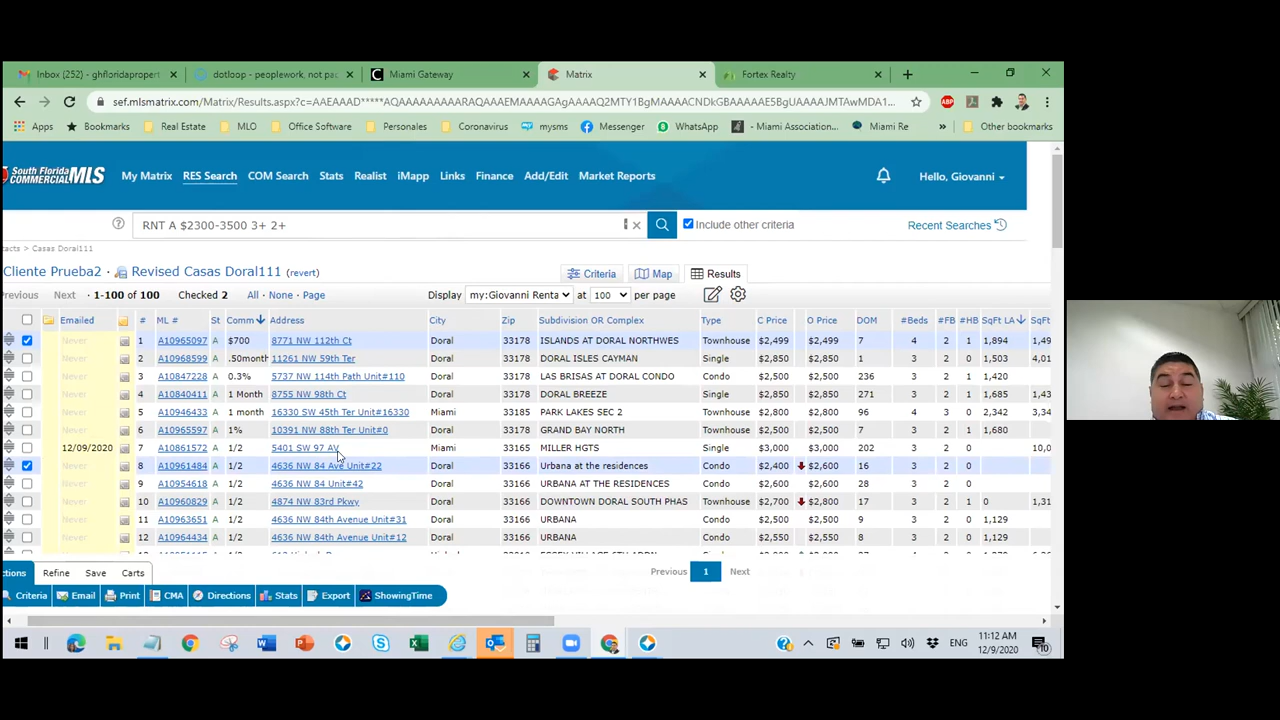 Inbox (252) - ghfloridapropert
dotloop - peoplework, not pa
Miami Gateway
Matrix
Fortex Realty
sef.mlsmatrix.com/Matrix/Results.aspx?c=AAEAAAD*****AQAAAAAAAAARAQAAAEMAAAAGAgAAAAQ2MTY1BgMAAAACNDkGBAAAAAE5BgUAAAAJMTAwMDA1...
Apps
Bookmarks
Real Estate
MLO
Office Software
Personales
Coronavirus
mysms
Messenger
WhatsApp
- Miami Association...
Miami Re
»
Other bookmarks
South Florida
COMMERCIAL MLS
My Matrix RES Search COM Search Stats Realist iMapp Links Finance Add/Edit Market Reports
Hello, Giovanni
RNT A $2300-3500 3+ 2+
Include other criteria
Recent Searches
tacts > Casas Doral111
Cliente Prueba2 · Revised Casas Doral111 (revert)
Criteria Map Results
Previous Next · 1-100 of 100 Checked 2 All · None · Page
Display my:Giovanni Renta at 100 per page
Emailed # ML # St Comm Address City Zip Subdivision OR Complex Type C Price O Price DOM #Beds #FB #HB SqFt LA SqFt
Never 1 A10965097 A $700 8771 NW 112th Ct Doral 33178 ISLANDS AT DORAL NORTHWES Townhouse $2,499 $2,499 7 4 2 1 1,894 1,49
Never 2 A10968599 A .50month 11261 NW 59th Ter Doral 33178 DORAL ISLES CAYMAN Single $2,850 $2,850 1 3 2 0 1,503 4,01
Never 3 A10847228 A 0.3% 5737 NW 114th Path Unit#110 Doral 33178 LAS BRISAS AT DORAL CONDO Condo $2,500 $2,500 236 3 2 0 1,420
Never 4 A10840411 A 1 Month 8755 NW 98th Ct Doral 33178 DORAL BREEZE Single $2,850 $2,850 271 3 2 1 1,685 1,43
Never 5 A10946433 A 1 month 16330 SW 45th Ter Unit#16330 Miami 33185 PARK LAKES SEC 2 Townhouse $2,800 $2,800 96 4 3 0 2,342 3,34
Never 6 A10965597 A 1% 10391 NW 88th Ter Unit#0 Doral 33178 GRAND BAY NORTH Townhouse $2,500 $2,500 7 3 2 1 1,680
12/09/2020 7 A10861572 A 1/2 5401 SW 97 AV Miami 33165 MILLER HGTS Single $3,000 $3,000 202 3 2 0 10,0
Never 8 A10961484 A 1/2 4636 NW 84 Ave Unit#22 Doral 33166 Urbana at the residences Condo $2,400 $2,600 16 3 2 0
Never 9 A10954618 A 1/2 4636 NW 84 Unit#42 Doral 33166 URBANA AT THE RESIDENCES Condo $2,600 $2,600 28 3 2 0
Never 10 A10960829 A 1/2 4874 NW 83rd Pkwy Doral 33166 DOWNTOWN DORAL SOUTH PHAS Townhouse $2,700 $2,800 17 3 2 1 0 1,31
Never 11 A10963651 A 1/2 4636 NW 84th Avenue Unit#31 Doral 33166 URBANA Condo $2,500 $2,500 9 3 2 0 1,129
Never 12 A10964434 A 1/2 4636 NW 84th Avenue Unit#12 Doral 33166 URBANA Condo $2,550 $2,550 8 3 2 0 1,129
ctions Refine Save Carts
Previous 1 Next
Criteria Email Print CMA Directions Stats Export ShowingTime
ENG
11:12 AM
12/9/2020